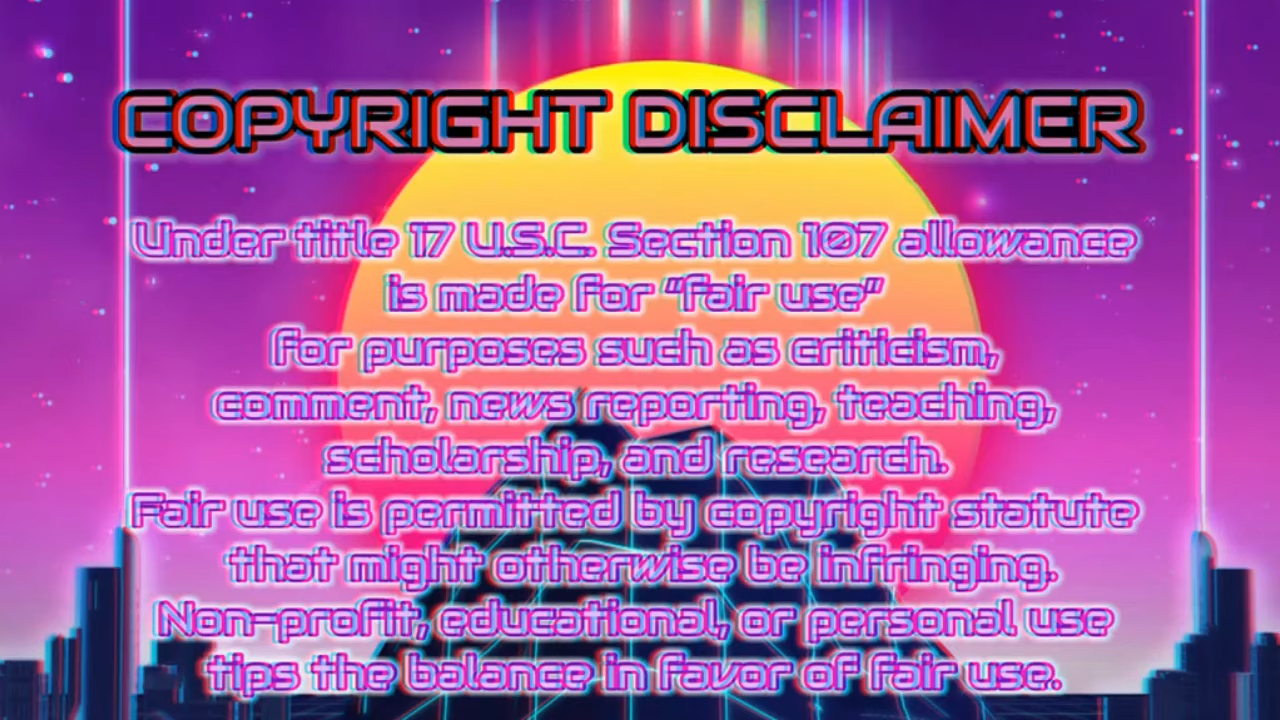 COPYRIGHT DISCLAIMER
Under title 17 U.S.C. Section 107 allowance
is made for "fair use"
for purposes such as criticism,
comment, news reporting, teaching,
scholarship, and research.
Fair use is permitted by copyright statute
that might otherwise be infringing.
Non-profit, educational, or personal use
tips the balance in favor of fair use.